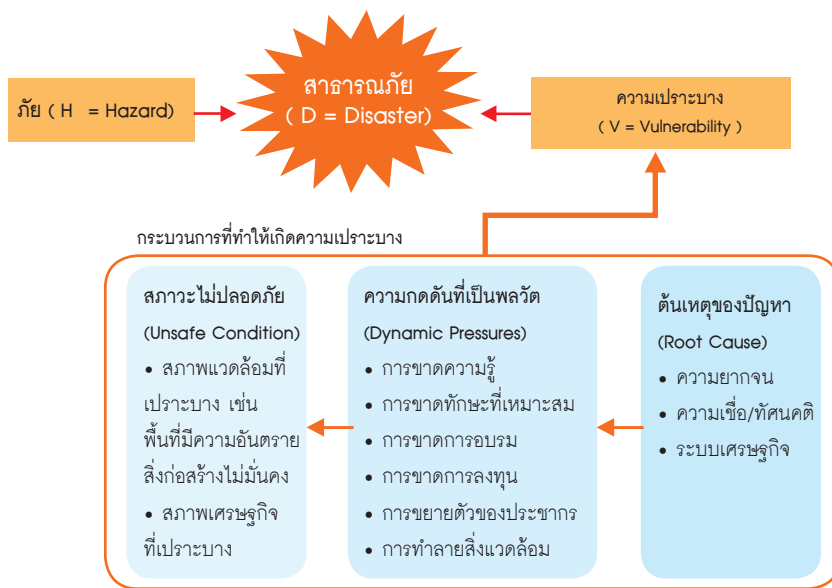 สาธารณภัย
( D = Disaster)
ภัย ( H = Hazard)
ความเปราะบาง
( V = Vulnerability )
กระบวนการที่ทำให้เกิดความเปราะบาง
สภาวะไม่ปลอดภัย
(Unsafe Condition)
• สภาพแวดล้อมที่
เปราะบาง เช่น
พื้นที่มีความอันตราย
สิ่งก่อสร้างไม่มั่นคง
• สภาพเศรษฐกิจ
ที่เปราะบาง
ความกดดันที่เป็นพลวัต
(Dynamic Pressures)
• การขาดความรู้
• การขาดทักษะที่เหมาะสม
• การขาดการอบรม
• การขาดการลงทุน
• การขยายตัวของประชากร
• การทำลายสิ่งแวดล้อม
ต้นเหตุของปัญหา
(Root Cause)
• ความยากจน
• ความเชื่อ/ทัศนคติ
• ระบบเศรษฐกิจ